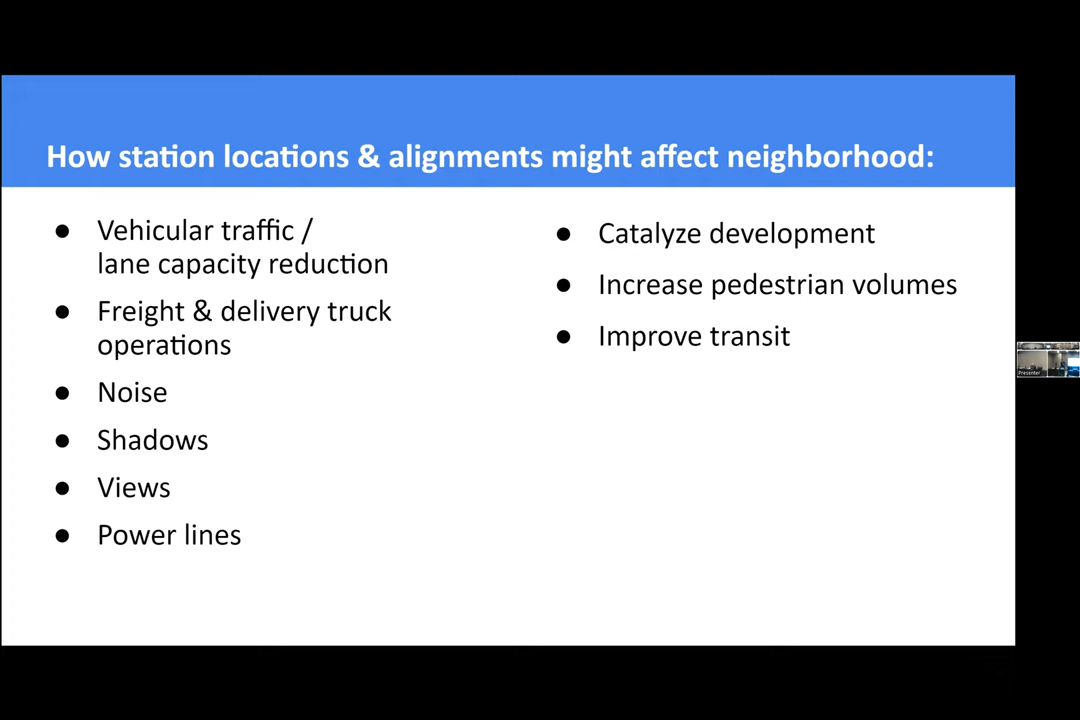 How station locations & alignments might affect neighborhood:
● Vehicular traffic /
lane capacity reduction
● Freight & delivery truck
operations
● Noise
● Shadows
● Views
● Power lines
● Catalyze development
● Increase pedestrian volumes
● Improve transit
Presenter